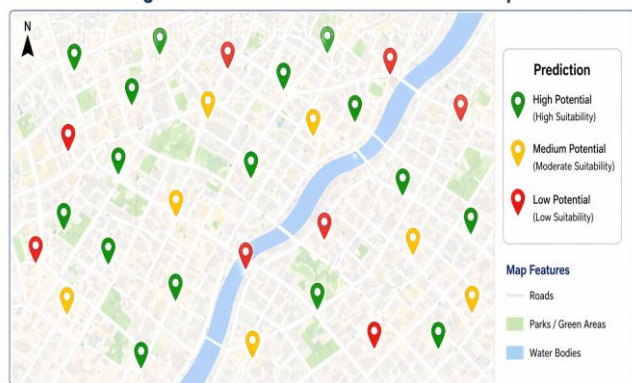 N
Prediction
High Potential
(High Suitability)
Medium Potential
(Moderate Suitability)
Low Potential
(Low Suitability)
Map Features
Roads
Parks / Green Areas
Water Bodies